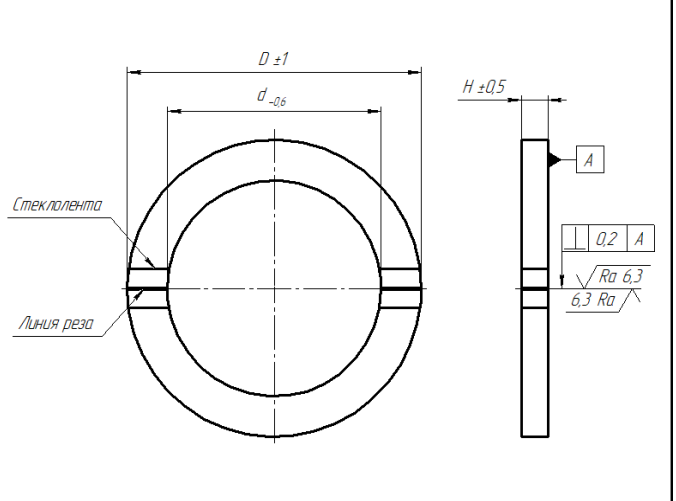 D ±1
d -0,6
H ±0,5
A
Стеклолента
⊥ 0,2 A
Ra 6,3
6,3 Ra
Линия реза